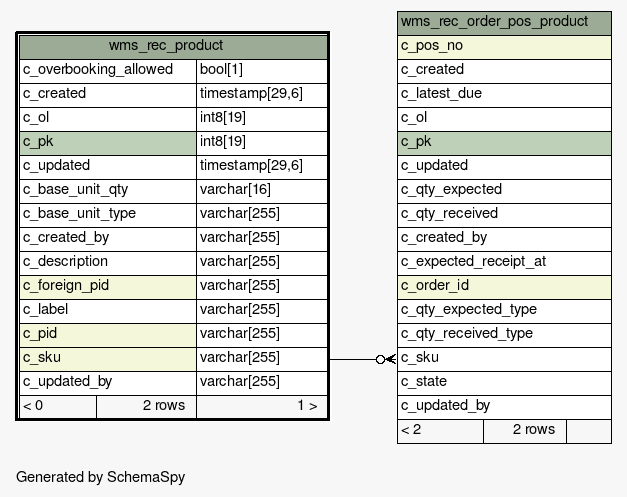 wms_rec_product
c_overbooking_allowed bool[1]
c_created timestamp[29,6]
c_ol int8[19]
c_pk int8[19]
c_updated timestamp[29,6]
c_base_unit_qty varchar[16]
c_base_unit_type varchar[255]
c_created_by varchar[255]
c_description varchar[255]
c_foreign_pid varchar[255]
c_label varchar[255]
c_pid varchar[255]
c_sku varchar[255]
c_updated_by varchar[255]
< 0 2 rows 1 >
wms_rec_order_pos_product
c_pos_no
c_created
c_latest_due
c_ol
c_pk
c_updated
c_qty_expected
c_qty_received
c_created_by
c_expected_receipt_at
c_order_id
c_qty_expected_type
c_qty_received_type
c_sku
c_state
c_updated_by
< 2 2 rows
Generated by SchemaSpy